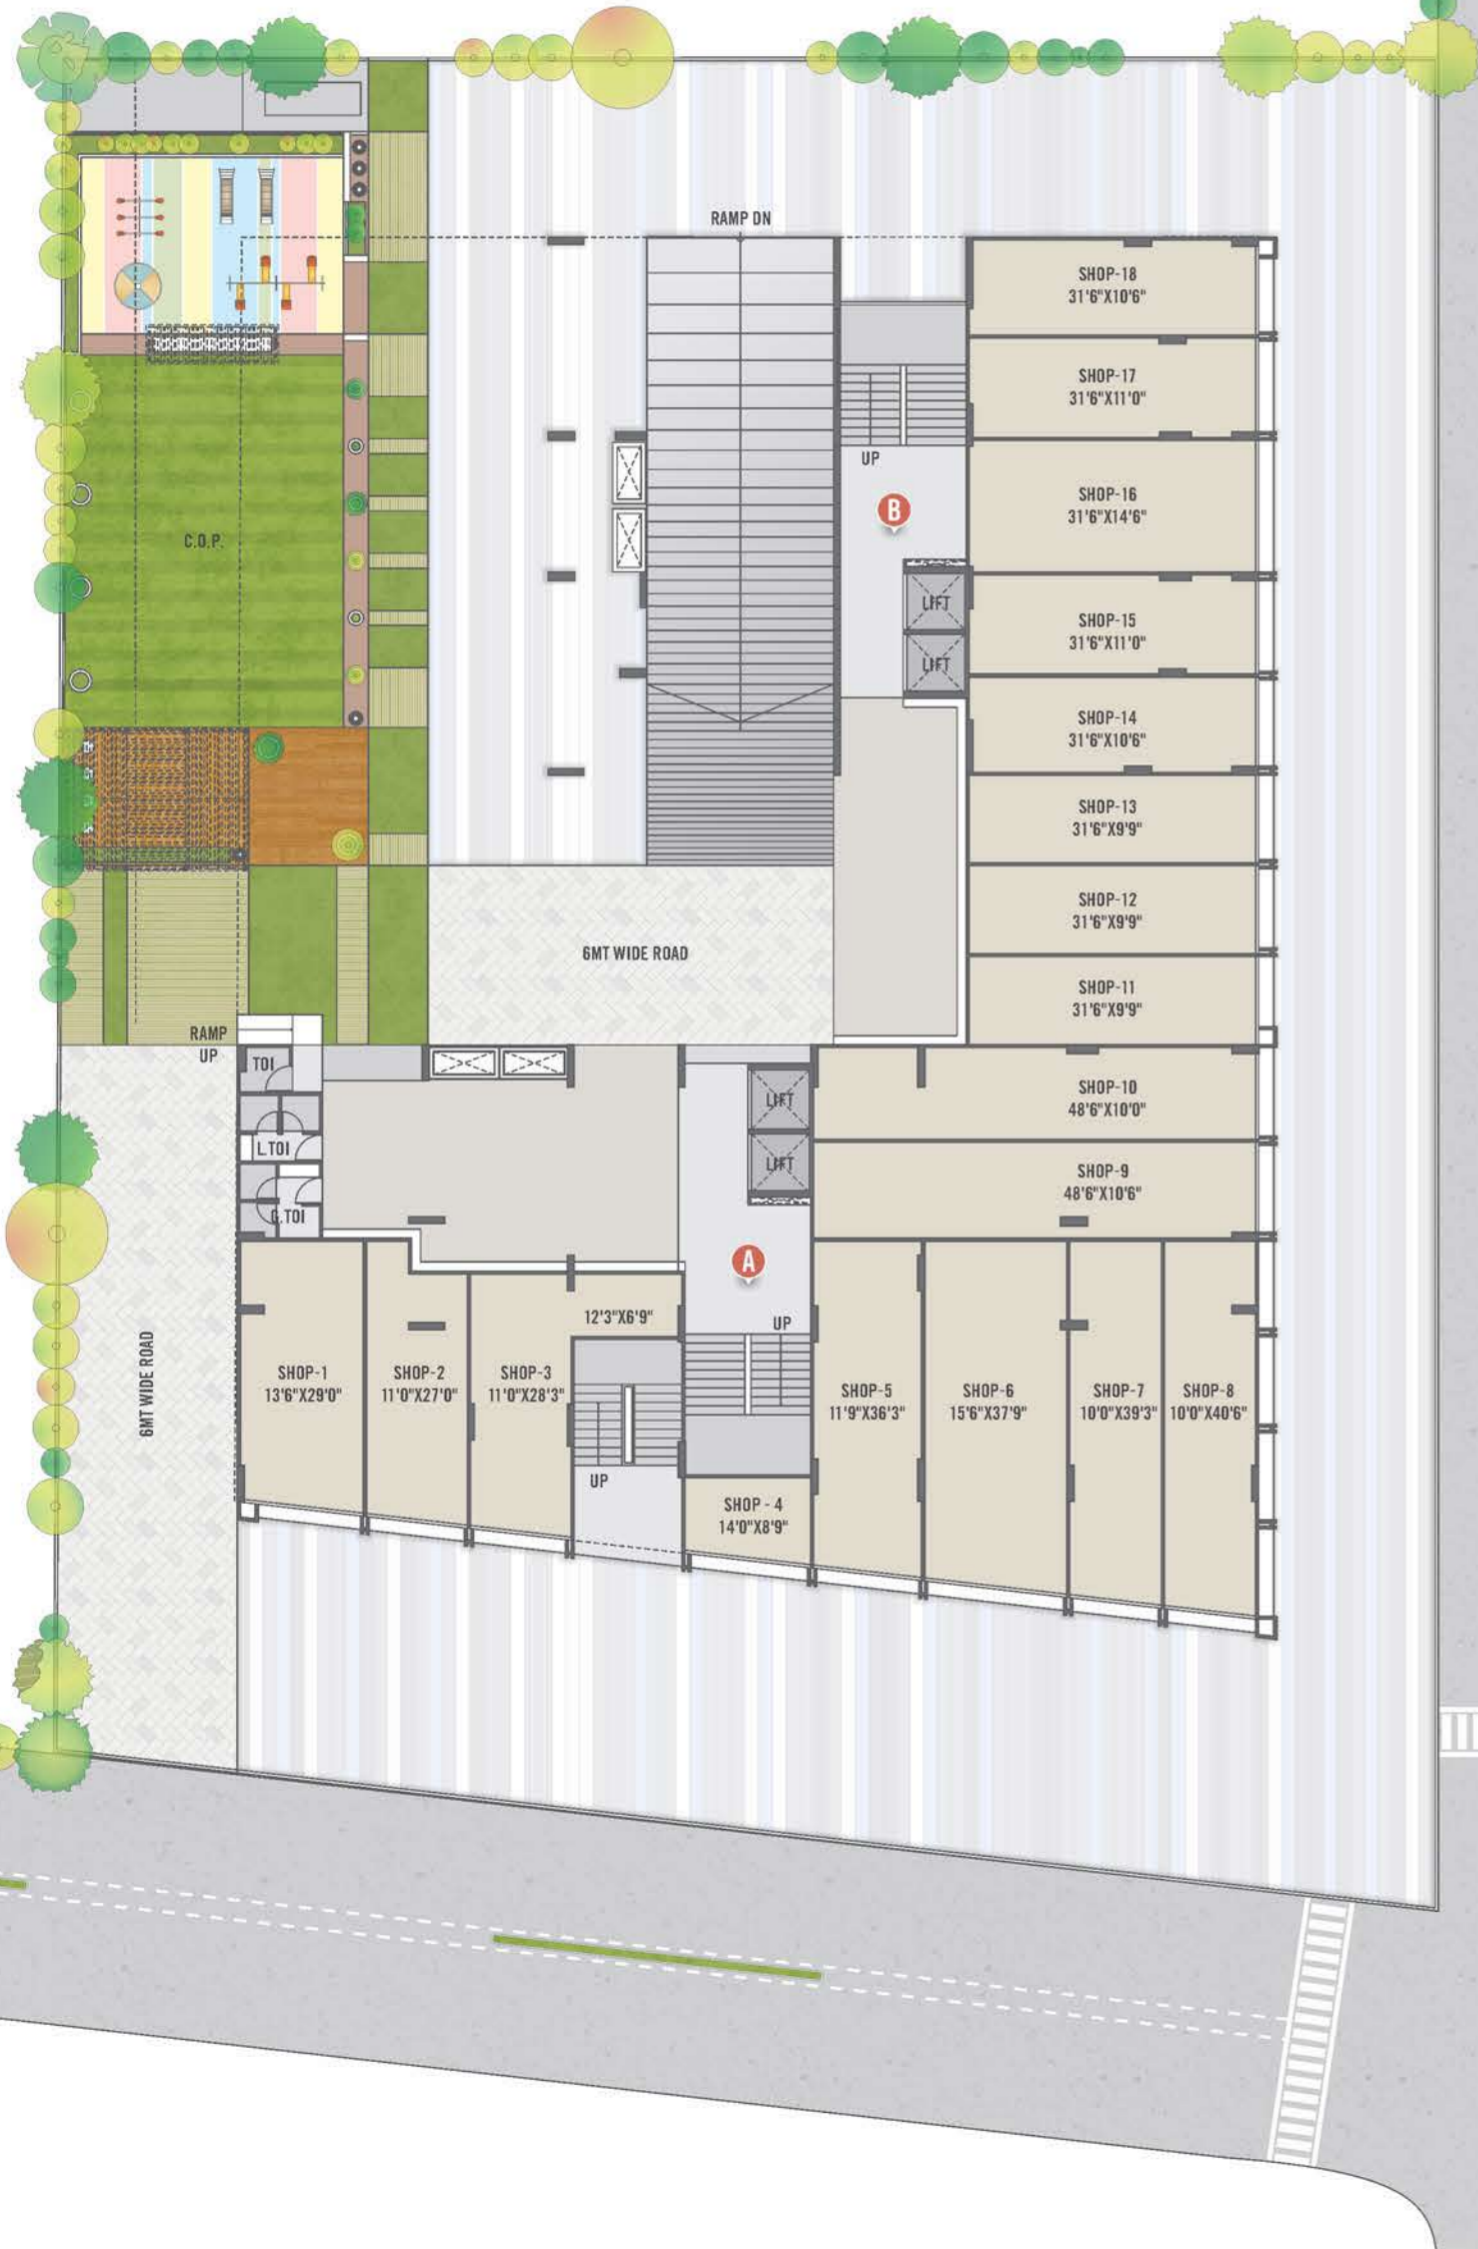 RAMP DN
SHOP-18
31'6"X10'6"
SHOP-17
31'6"X11'0"
UP
B
SHOP-16
31'6"X14'6"
C.O.P.
LIFT
LIFT
SHOP-15
31'6"X11'0"
SHOP-14
31'6"X10'6"
SHOP-13
31'6"X9'9"
SHOP-12
31'6"X9'9"
6MT WIDE ROAD
SHOP-11
31'6"X9'9"
RAMP
UP
TOI
L.TOI
G.TOI
LIFT
LIFT
SHOP-10
48'6"X10'0"
SHOP-9
48'6"X10'6"
A
UP
12'3"X6'9"
6MT WIDE ROAD
SHOP-1
13'6"X29'0"
SHOP-2
11'0"X27'0"
SHOP-3
11'0"X28'3"
UP
SHOP - 4
14'0"X8'9"
SHOP-5
11'9"X36'3"
SHOP-6
15'6"X37'9"
SHOP-7
10'0"X39'3"
SHOP-8
10'0"X40'6"